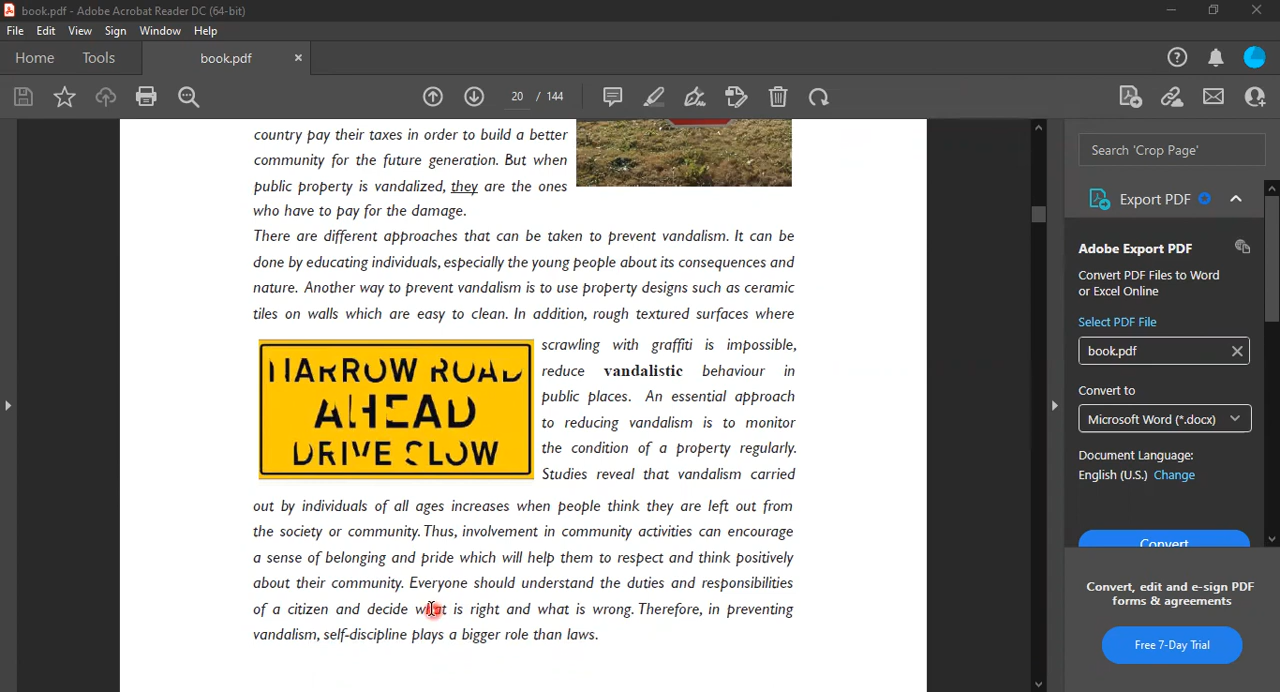 book.pdf - Adobe Acrobat Reader DC (64-bit)
File Edit View Sign Window Help
Home Tools book.pdf ×
20 / 144
country pay their taxes in order to build a better
community for the future generation. But when
public property is vandalized, they are the ones
who have to pay for the damage.
There are different approaches that can be taken to prevent vandalism. It can be
done by educating individuals, especially the young people about its consequences and
nature. Another way to prevent vandalism is to use property designs such as ceramic
tiles on walls which are easy to clean. In addition, rough textured surfaces where
scrawling with graffiti is impossible,
reduce vandalistic behaviour in
public places. An essential approach
to reducing vandalism is to monitor
the condition of a property regularly.
Studies reveal that vandalism carried
NARROW ROAD
AHEAD
DRIVE SLOW
out by individuals of all ages increases when people think they are left out from
the society or community. Thus, involvement in community activities can encourage
a sense of belonging and pride which will help them to respect and think positively
about their community. Everyone should understand the duties and responsibilities
of a citizen and decide what is right and what is wrong. Therefore, in preventing
vandalism, self-discipline plays a bigger role than laws.
Search 'Crop Page'
Export PDF
Adobe Export PDF
Convert PDF Files to Word
or Excel Online
Select PDF File
book.pdf
Convert to
Microsoft Word (*.docx)
Document Language:
English (U.S.) Change
Convert
Convert, edit and e-sign PDF
forms & agreements
Free 7-Day Trial